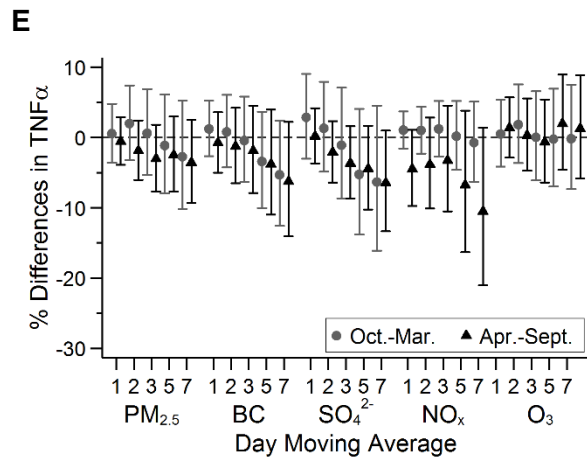 E
% Differences in TNFα
10
0
-10
-20
-30
Oct.-Mar. Apr.-Sept.
1 2 3 5 7 1 2 3 5 7 1 2 3 5 7 1 2 3 5 7 1 2 3 5 7
PM2.5 BC SO4 2- NOx O3
Day Moving Average